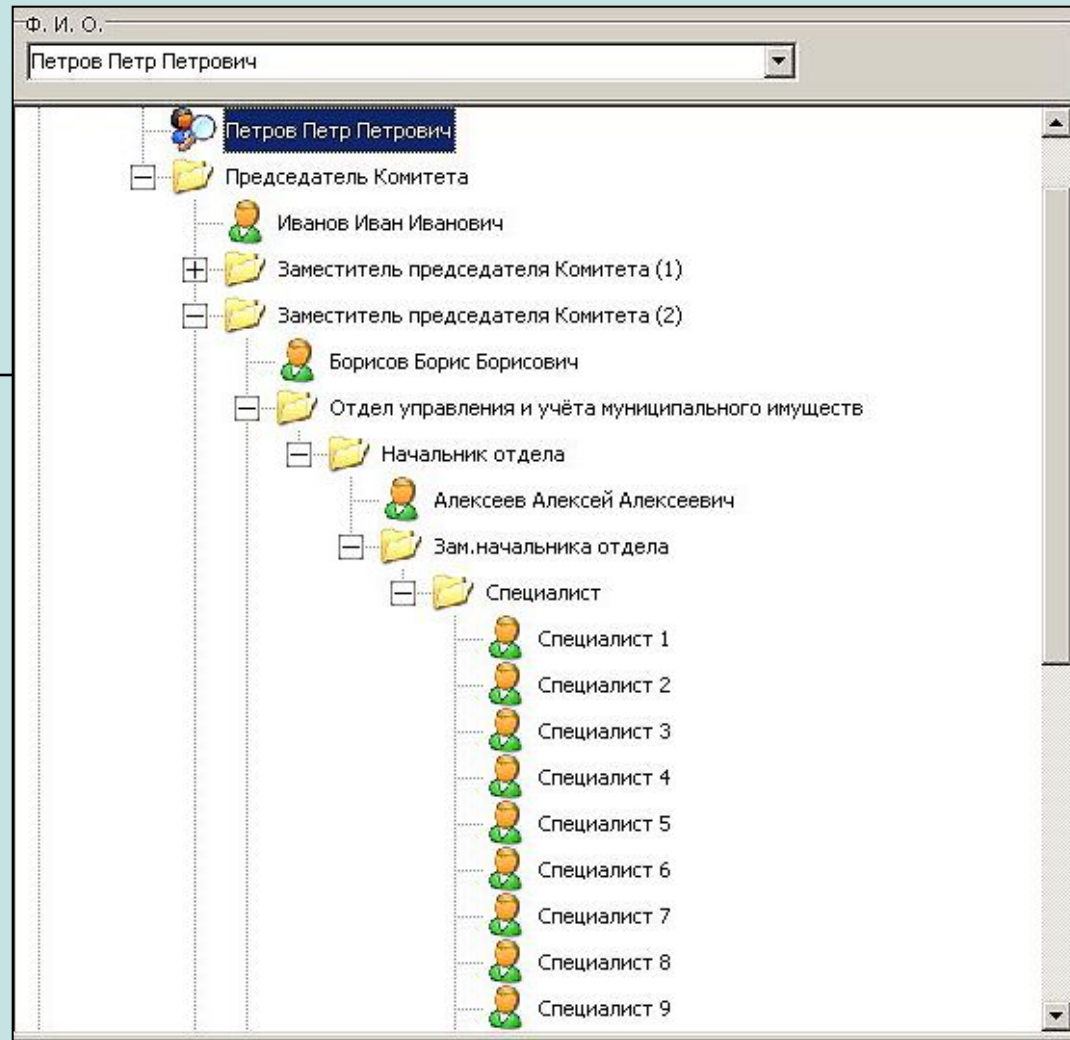 Ф. И. О.
Петров Петр Петрович
Петров Петр Петрович
Председатель Комитета
Иванов Иван Иванович
Заместитель председателя Комитета (1)
Заместитель председателя Комитета (2)
Борисов Борис Борисович
Отдел управления и учёта муниципального имуществ
Начальник отдела
Алексеев Алексей Алексеевич
Зам.начальника отдела
Специалист
Специалист 1
Специалист 2
Специалист 3
Специалист 4
Специалист 5
Специалист 6
Специалист 7
Специалист 8
Специалист 9